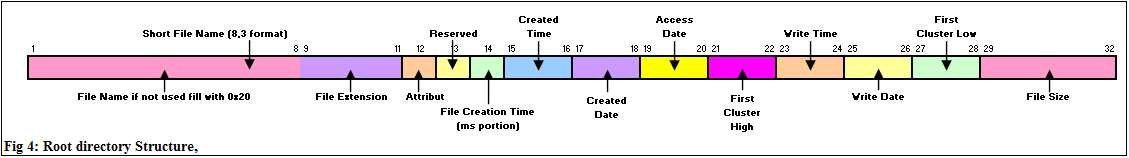 Short File Name (8,3 format)
Reserved
Created
Time
Access
Date
Write Time
First
Cluster Low
1 8 9 11 12 13 14 15 16 17 18 19 20 21 22 23 24 25 26 27 28 29 32
File Name if not used fill with 0x20
File Extension
Attribut
File Creation Time
(ms portion)
Created
Date
First
Cluster
High
Write Date
File Size
Fig 4: Root directory Structure,